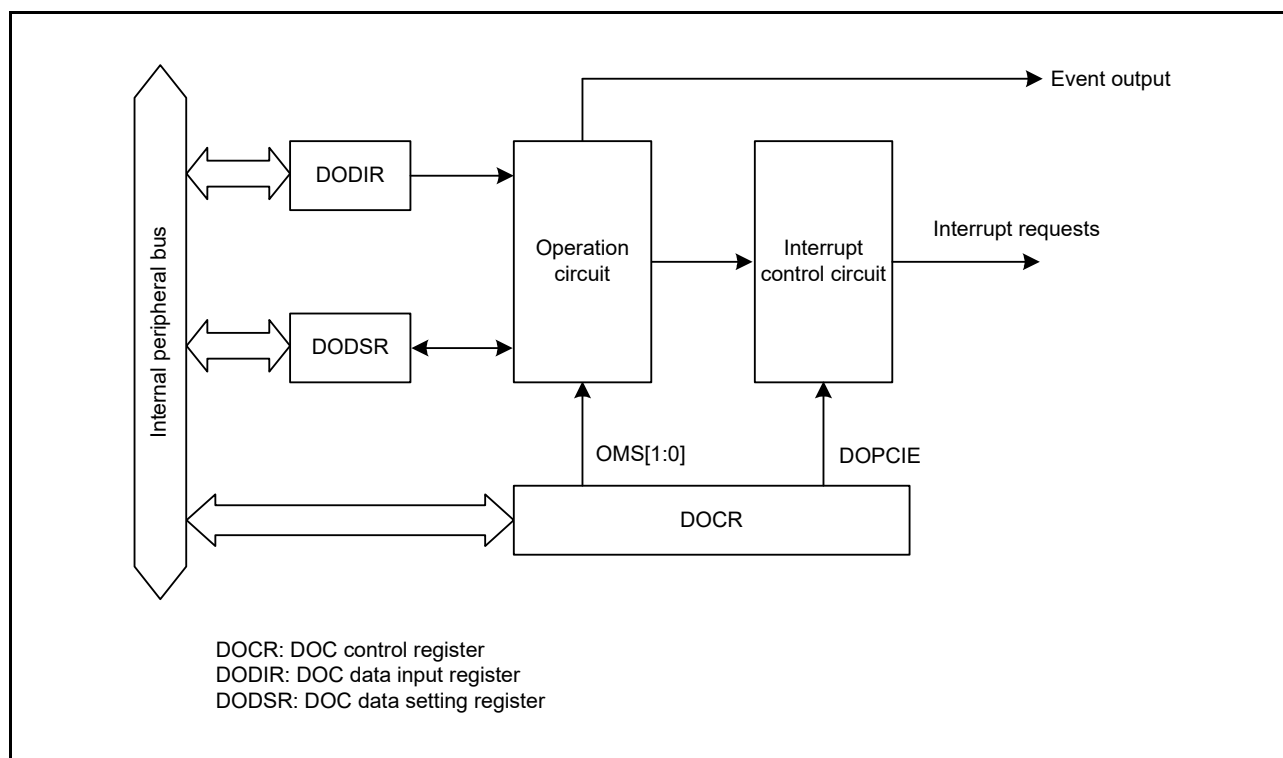 Event output
DODIR
Operation
circuit
Interrupt
control circuit
Interrupt requests
Internal peripheral bus
DODSR
OMS[1:0]
DOPCIE
DOCR
DOCR: DOC control register
DODIR: DOC data input register
DODSR: DOC data setting register